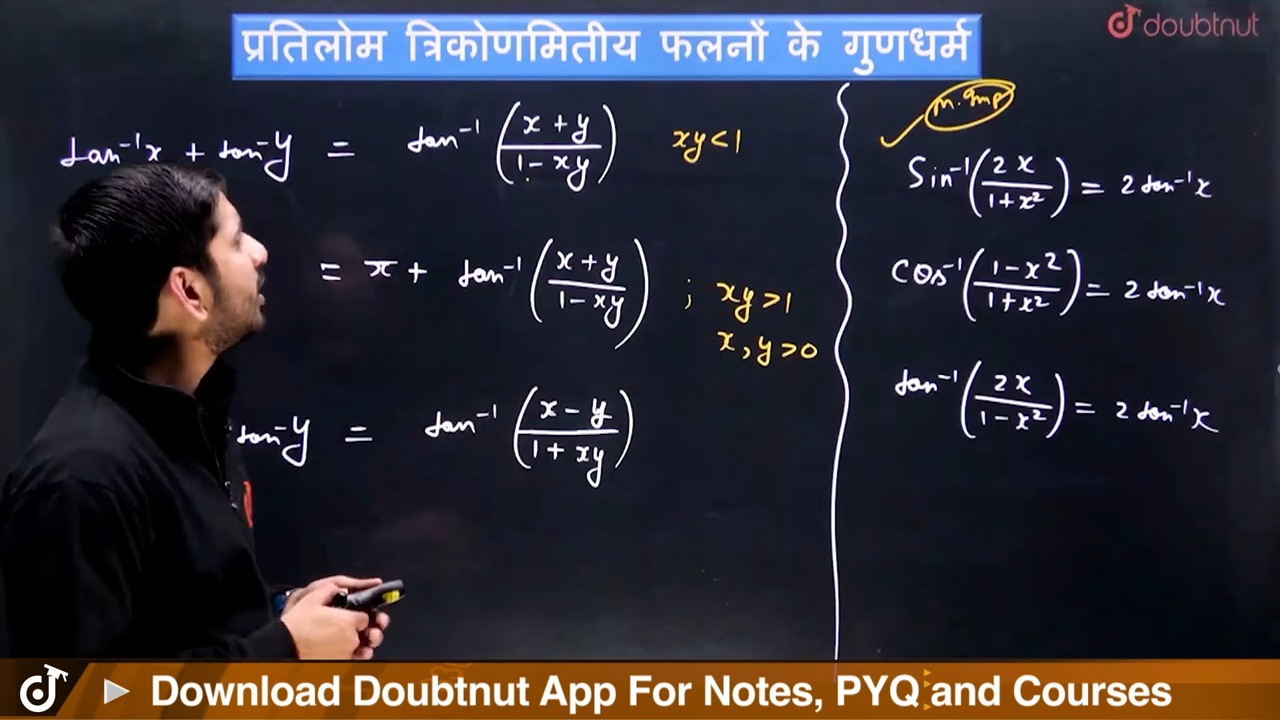 प्रतिलोम त्रिकोणमितीय फलनों के गुणधर्म
doubtnut
tan⁻¹x + tan⁻y = tan⁻¹((x + y)/(1 - xy)) xy < 1
= π + tan⁻¹((x + y)/(1 - xy)) ; xy > 1
x, y > 0
tan⁻y = tan⁻¹((x - y)/(1 + xy))
m. Imp
Sin⁻¹((2x)/(1 + x²)) = 2 tan⁻¹x
cos⁻¹((1 - x²)/(1 + x²)) = 2 tan⁻¹x
tan⁻¹((2x)/(1 - x²)) = 2 tan⁻¹x
Download Doubtnut App For Notes, PYQ and Courses